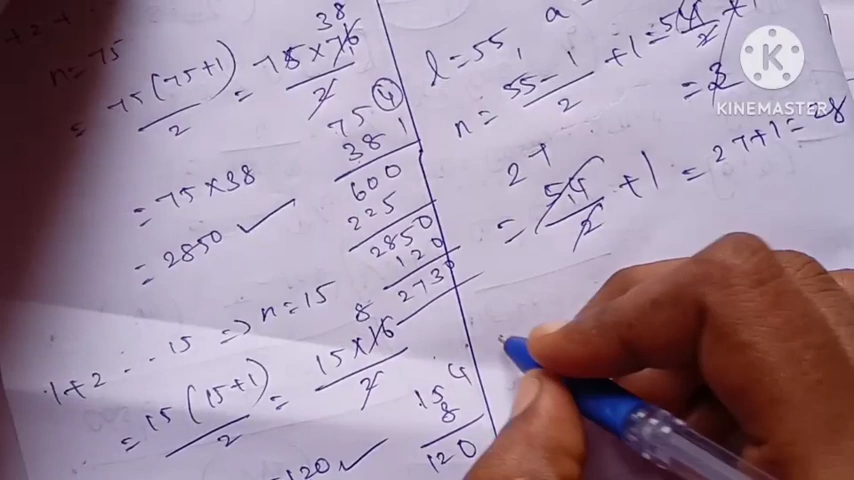 n = 75
= 75(75+1)/2 = 75 × 76/2
38
= 75 × 38
= 2850 ✓
75
38
600
225
2850
120
2730
1+2 ... 15 => n = 15
= 15(15+1)/2 = 15 × 16/2
8
=120 ✓
15
8
120
l = 55, a =
n = 55-1/2 + 1 =
27
= 54/2 + 1 = 27+1 = 28
K
KINEMASTER